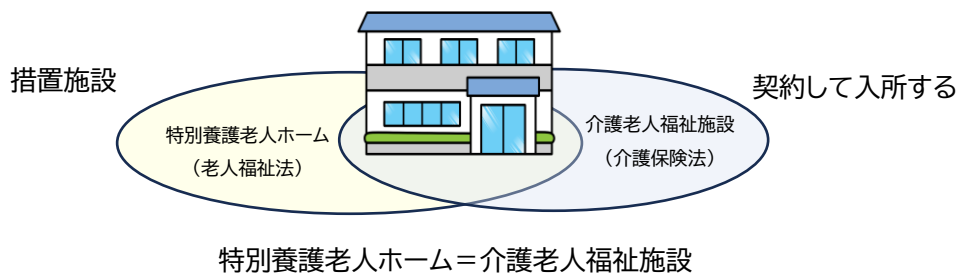 措置施設
契約して入所する
特別養護老人ホーム
（老人福祉法）
介護老人福祉施設
（介護保険法）
特別養護老人ホーム＝介護老人福祉施設